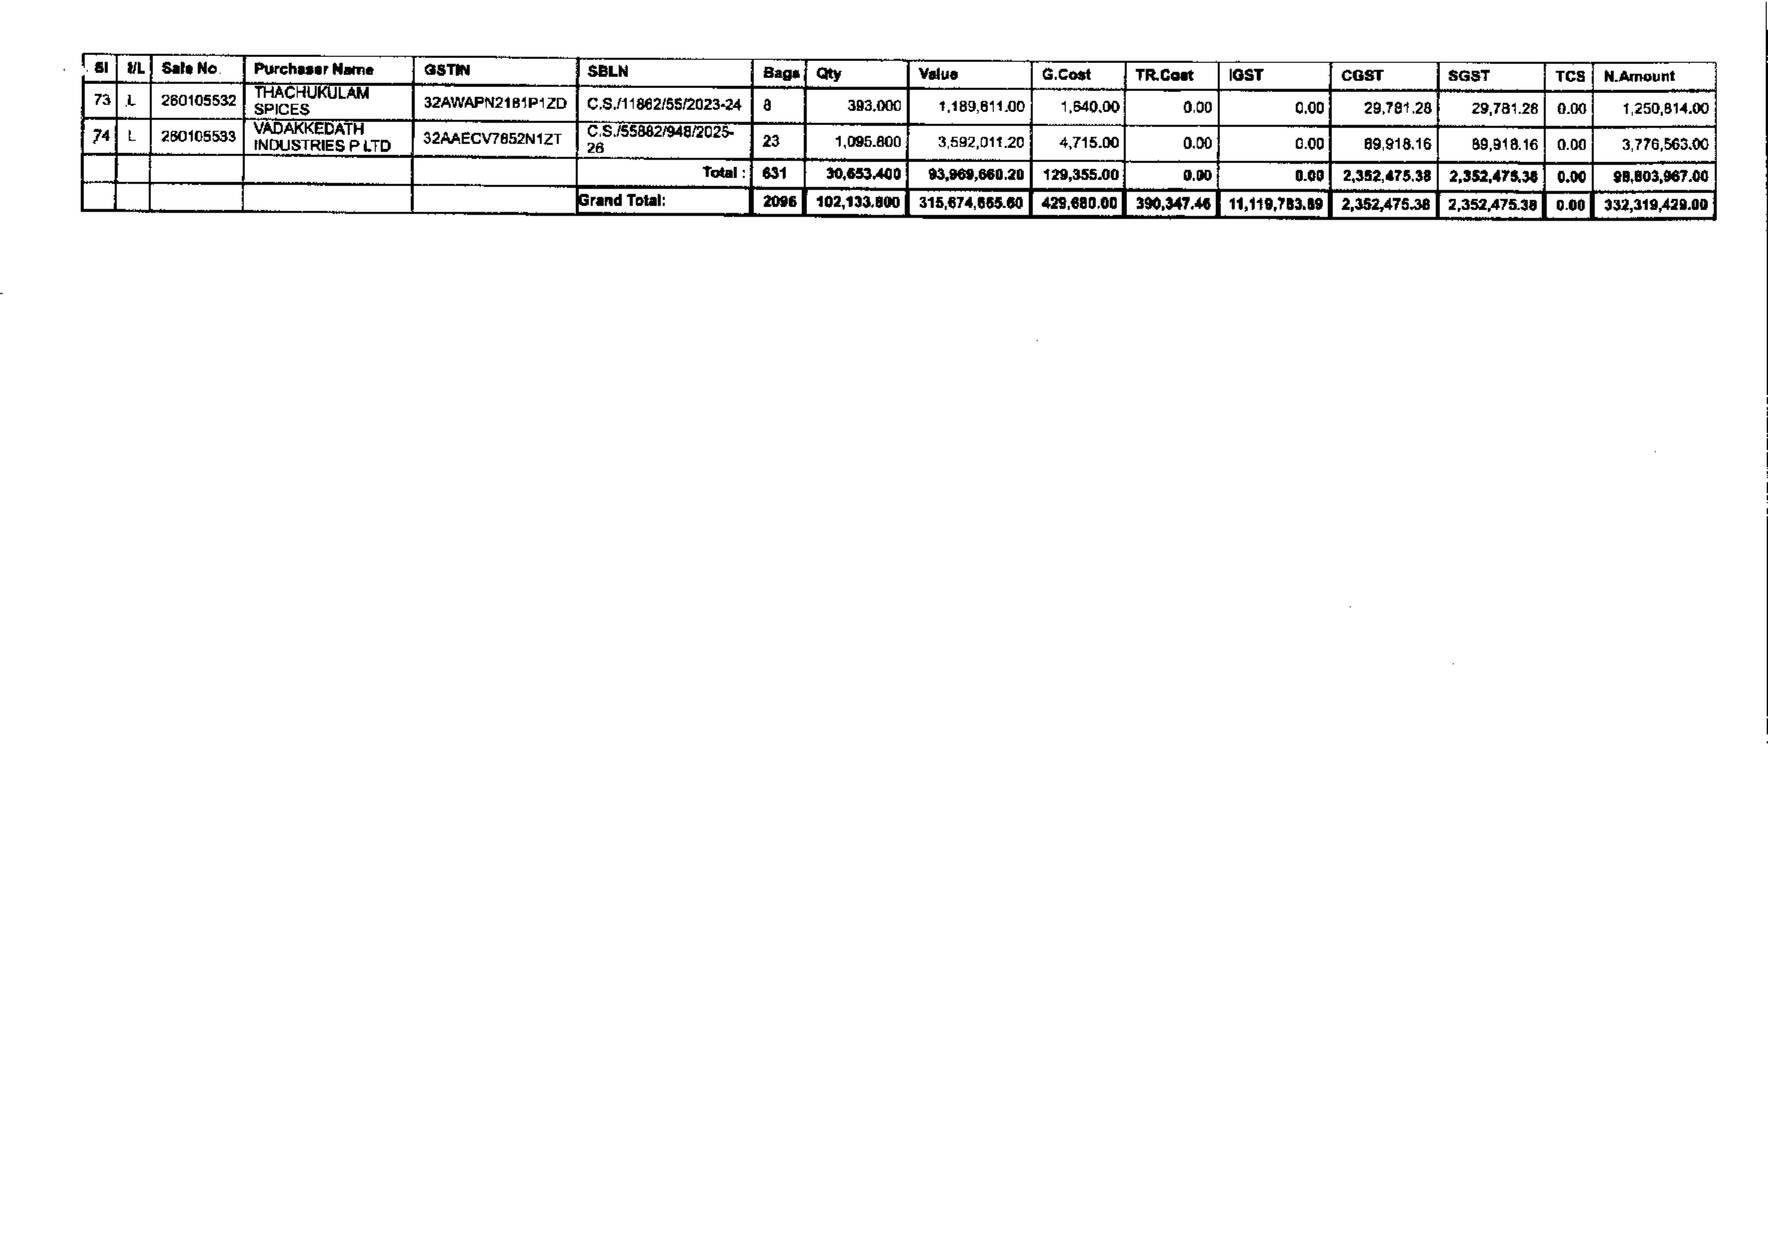 Sl I/L Sale No. Purchaser Name GSTIN SBLN Bags Qty Value G.Cost TR.Cost IGST CGST SGST TCS N.Amount
73 L 260105532 THACHUKULAM SPICES 32AWAPN2181P1ZD C.S./11862/55/2023-24 8 393.000 1,189,611.00 1,640.00 0.00 0.00 29,781.28 29,781.28 0.00 1,250,814.00
74 L 260105533 VADAKKEDATH INDUSTRIES P LTD 32AAECV7852N1ZT C.S./55882/948/2025-26 23 1,095.800 3,592,011.20 4,715.00 0.00 0.00 89,918.16 89,918.16 0.00 3,776,563.00
Total : 631 30,653.400 93,969,660.20 129,355.00 0.00 0.00 2,352,475.38 2,352,475.38 0.00 98,803,967.00
Grand Total: 2096 102,133.800 315,674,665.60 429,680.00 390,347.46 11,119,783.89 2,352,475.38 2,352,475.38 0.00 332,319,429.00